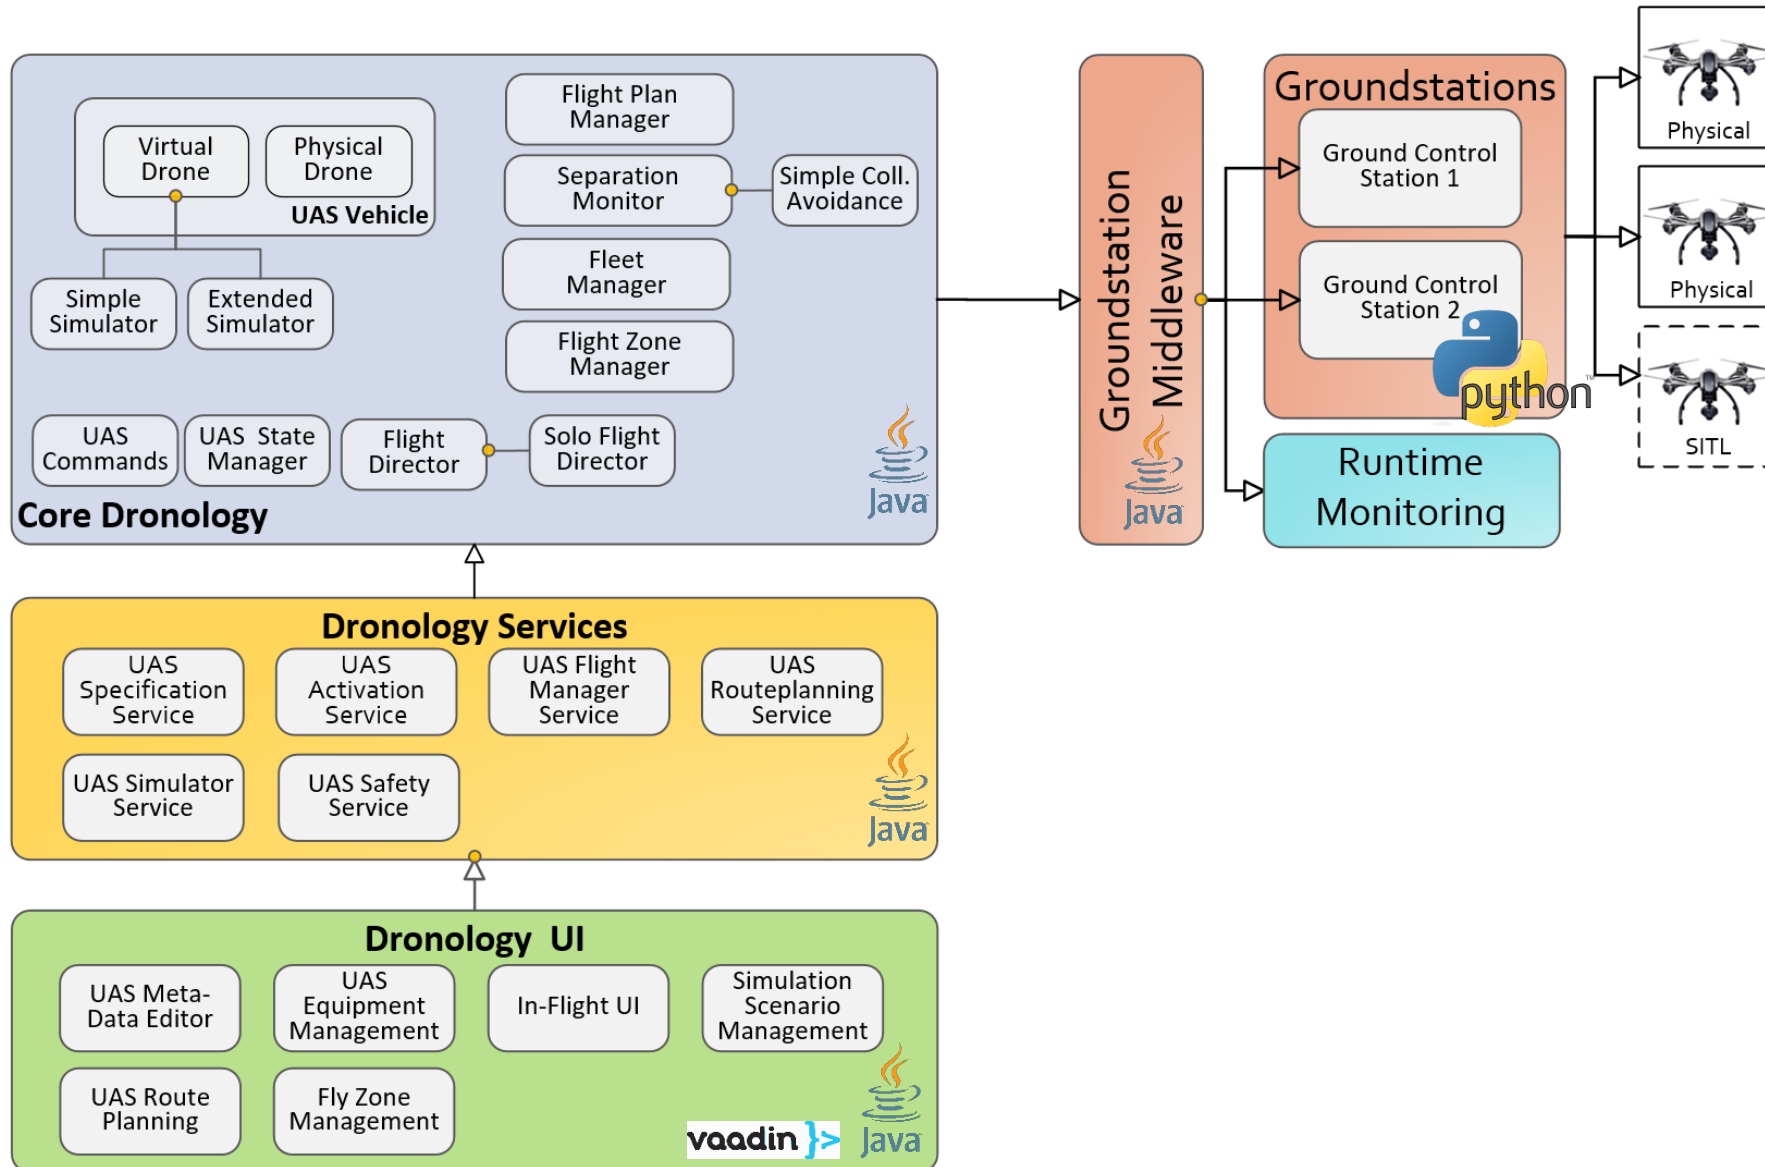 Flight Plan
Manager
Virtual
Drone
Physical
Drone
UAS Vehicle
Separation
Monitor
Simple Coll.
Avoidance
Simple
Simulator
Extended
Simulator
Fleet
Manager
Flight Zone
Manager
UAS
Commands
UAS State
Manager
Flight
Director
Solo Flight
Director
Java
Core Dronology
Groundstation
Middleware
Java
Groundstations
Ground Control
Station 1
Ground Control
Station 2
python™
Runtime
Monitoring
Physical
Physical
SITL
Dronology Services
UAS
Specification
Service
UAS
Activation
Service
UAS Flight
Manager
Service
UAS
Routeplanning
Service
UAS Simulator
Service
UAS Safety
Service
Java
Dronology UI
UAS Meta-
Data Editor
UAS
Equipment
Management
In-Flight UI
Simulation
Scenario
Management
UAS Route
Planning
Fly Zone
Management
vaadin }>
Java